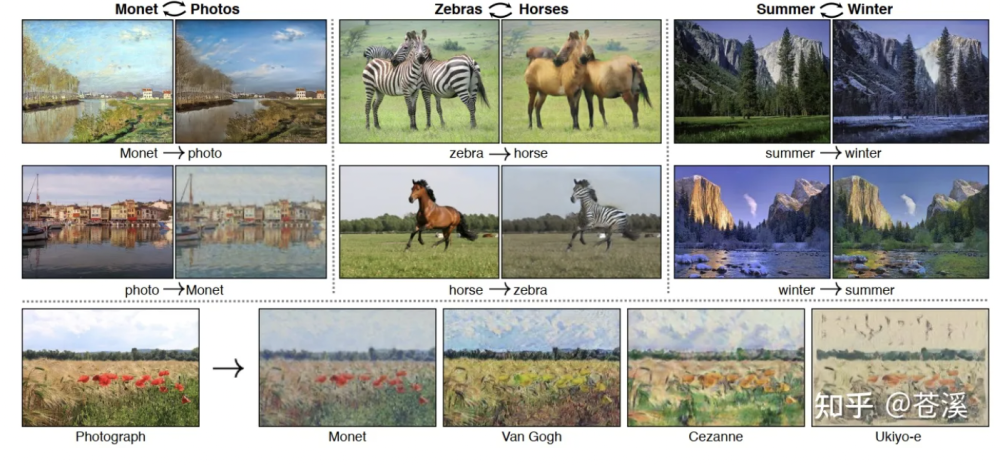 Monet Photos
Zebras Horses
Summer Winter
Monet → photo
zebra → horse
summer → winter
photo → Monet
horse → zebra
winter → summer
Photograph
Monet
Van Gogh
Cezanne
Ukiyo-e
知乎 @苍溪